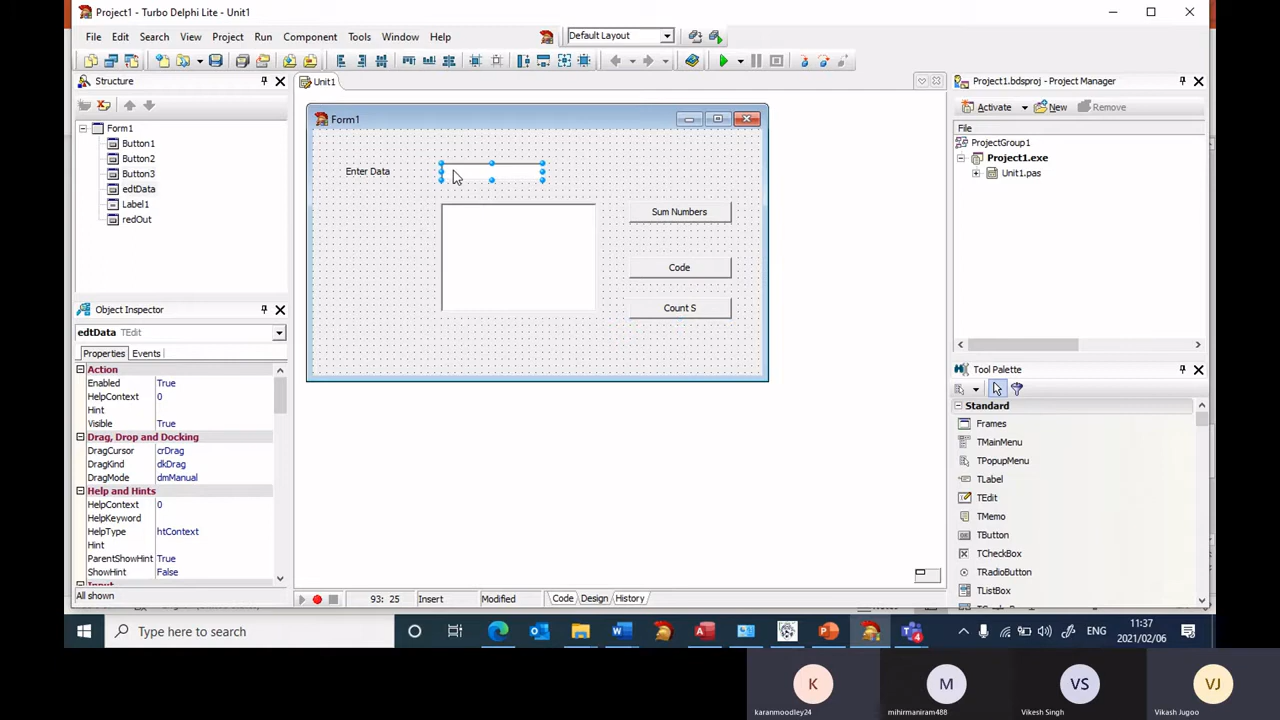 Project1 - Turbo Delphi Lite - Unit1
File Edit Search View Project Run Component Tools Window Help
Default Layout
Structure
Form1
Button1
Button2
Button3
edtData
Label1
redOut
Object Inspector
edtData TEdit
Properties Events
Action
Enabled True
HelpContext 0
Hint
Visible True
Drag, Drop and Docking
DragCursor crDrag
DragKind dkDrag
DragMode dmManual
Help and Hints
HelpContext 0
HelpKeyword
HelpType htContext
Hint
ParentShowHint True
ShowHint False
Input
All shown
Unit1
Form1
Enter Data
Sum Numbers
Code
Count S
93: 25 Insert Modified Code Design History
Project1.bdsproj - Project Manager
Activate New Remove
File
ProjectGroup1
Project1.exe
Unit1.pas
Tool Palette
Standard
Frames
TMainMenu
TPopupMenu
TLabel
TEdit
TMemo
TButton
TCheckBox
TRadioButton
TListBox
Type here to search
ENG
11:37
2021/02/06
K
karanmoodley24
M
mihirmaniram488
VS
Vikesh Singh
VJ
Vikash Jugoo